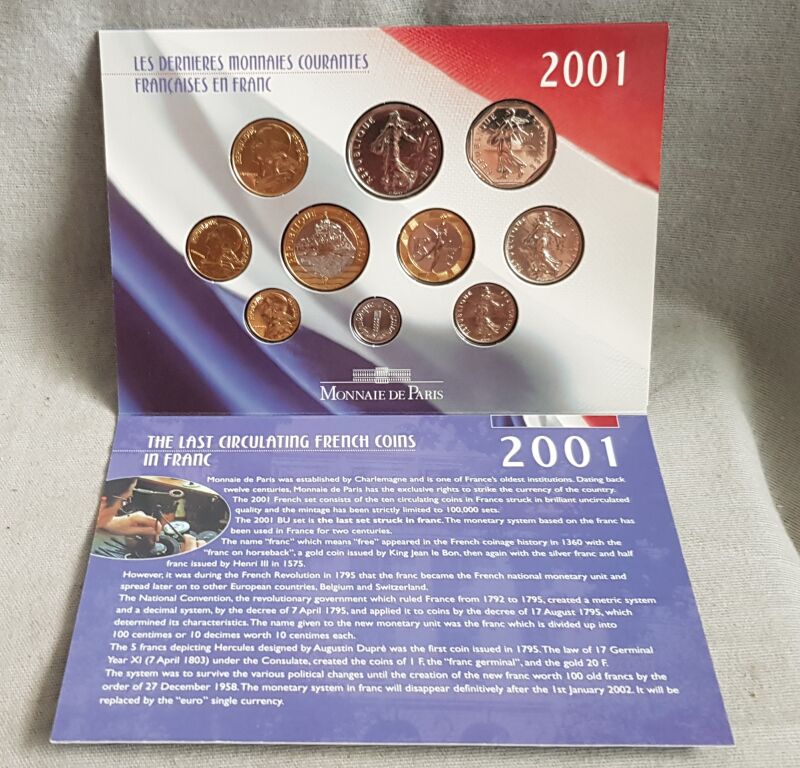 LES DERNIERES MONNAIES COURANTES
FRANÇAISES EN FRANC
2001
REPUBLIQUE FRANÇAISE
REPUBLIQUE
REPUBLIQUE
REPUBLIQUE
MONNAIE DE PARIS
THE LAST CIRCULATING FRENCH COINS
IN FRANC
2001
Monnaie de Paris was established by Charlemagne and is one of France's oldest institutions. Dating back
twelve centuries, Monnaie de Paris has the exclusive rights to strike the currency of the country.
The 2001 French set consists of the ten circulating coins in France struck in brilliant uncirculated
quality and the mintage has been strictly limited to 100,000 sets.
The 2001 BU set is the last set struck in franc. The monetary system based on the franc has
been used in France for two centuries.
The name "franc" which means "free" appeared in the French coinage history in 1360 with the
"franc on horseback", a gold coin issued by King Jean le Bon, then again with the silver franc and half
franc issued by Henri III in 1575.
However, it was during the French Revolution in 1795 that the franc became the French national monetary unit and
spread later on to other European countries, Belgium and Switzerland.
The National Convention, the revolutionary government which ruled France from 1792 to 1795, created a metric system
and a decimal system, by the decree of 7 April 1795, and applied it to coins by the decree of 17 August 1795, which
determined its characteristics. The name given to the new monetary unit was the franc which is divided up into
100 centimes or 10 decimes worth 10 centimes each.
The 5 francs depicting Hercules designed by Augustin Dupré was the first coin issued in 1795. The law of 17 Germinal
Year XI (7 April 1803) under the Consulate, created the coins of 1 F, the "franc germinal", and the gold 20 F.
The system was to survive the various political changes until the creation of the new franc worth 100 old francs by the
order of 27 December 1958. The monetary system in franc will disappear definitively after the 1st January 2002. It will be
replaced by the "euro" single currency.